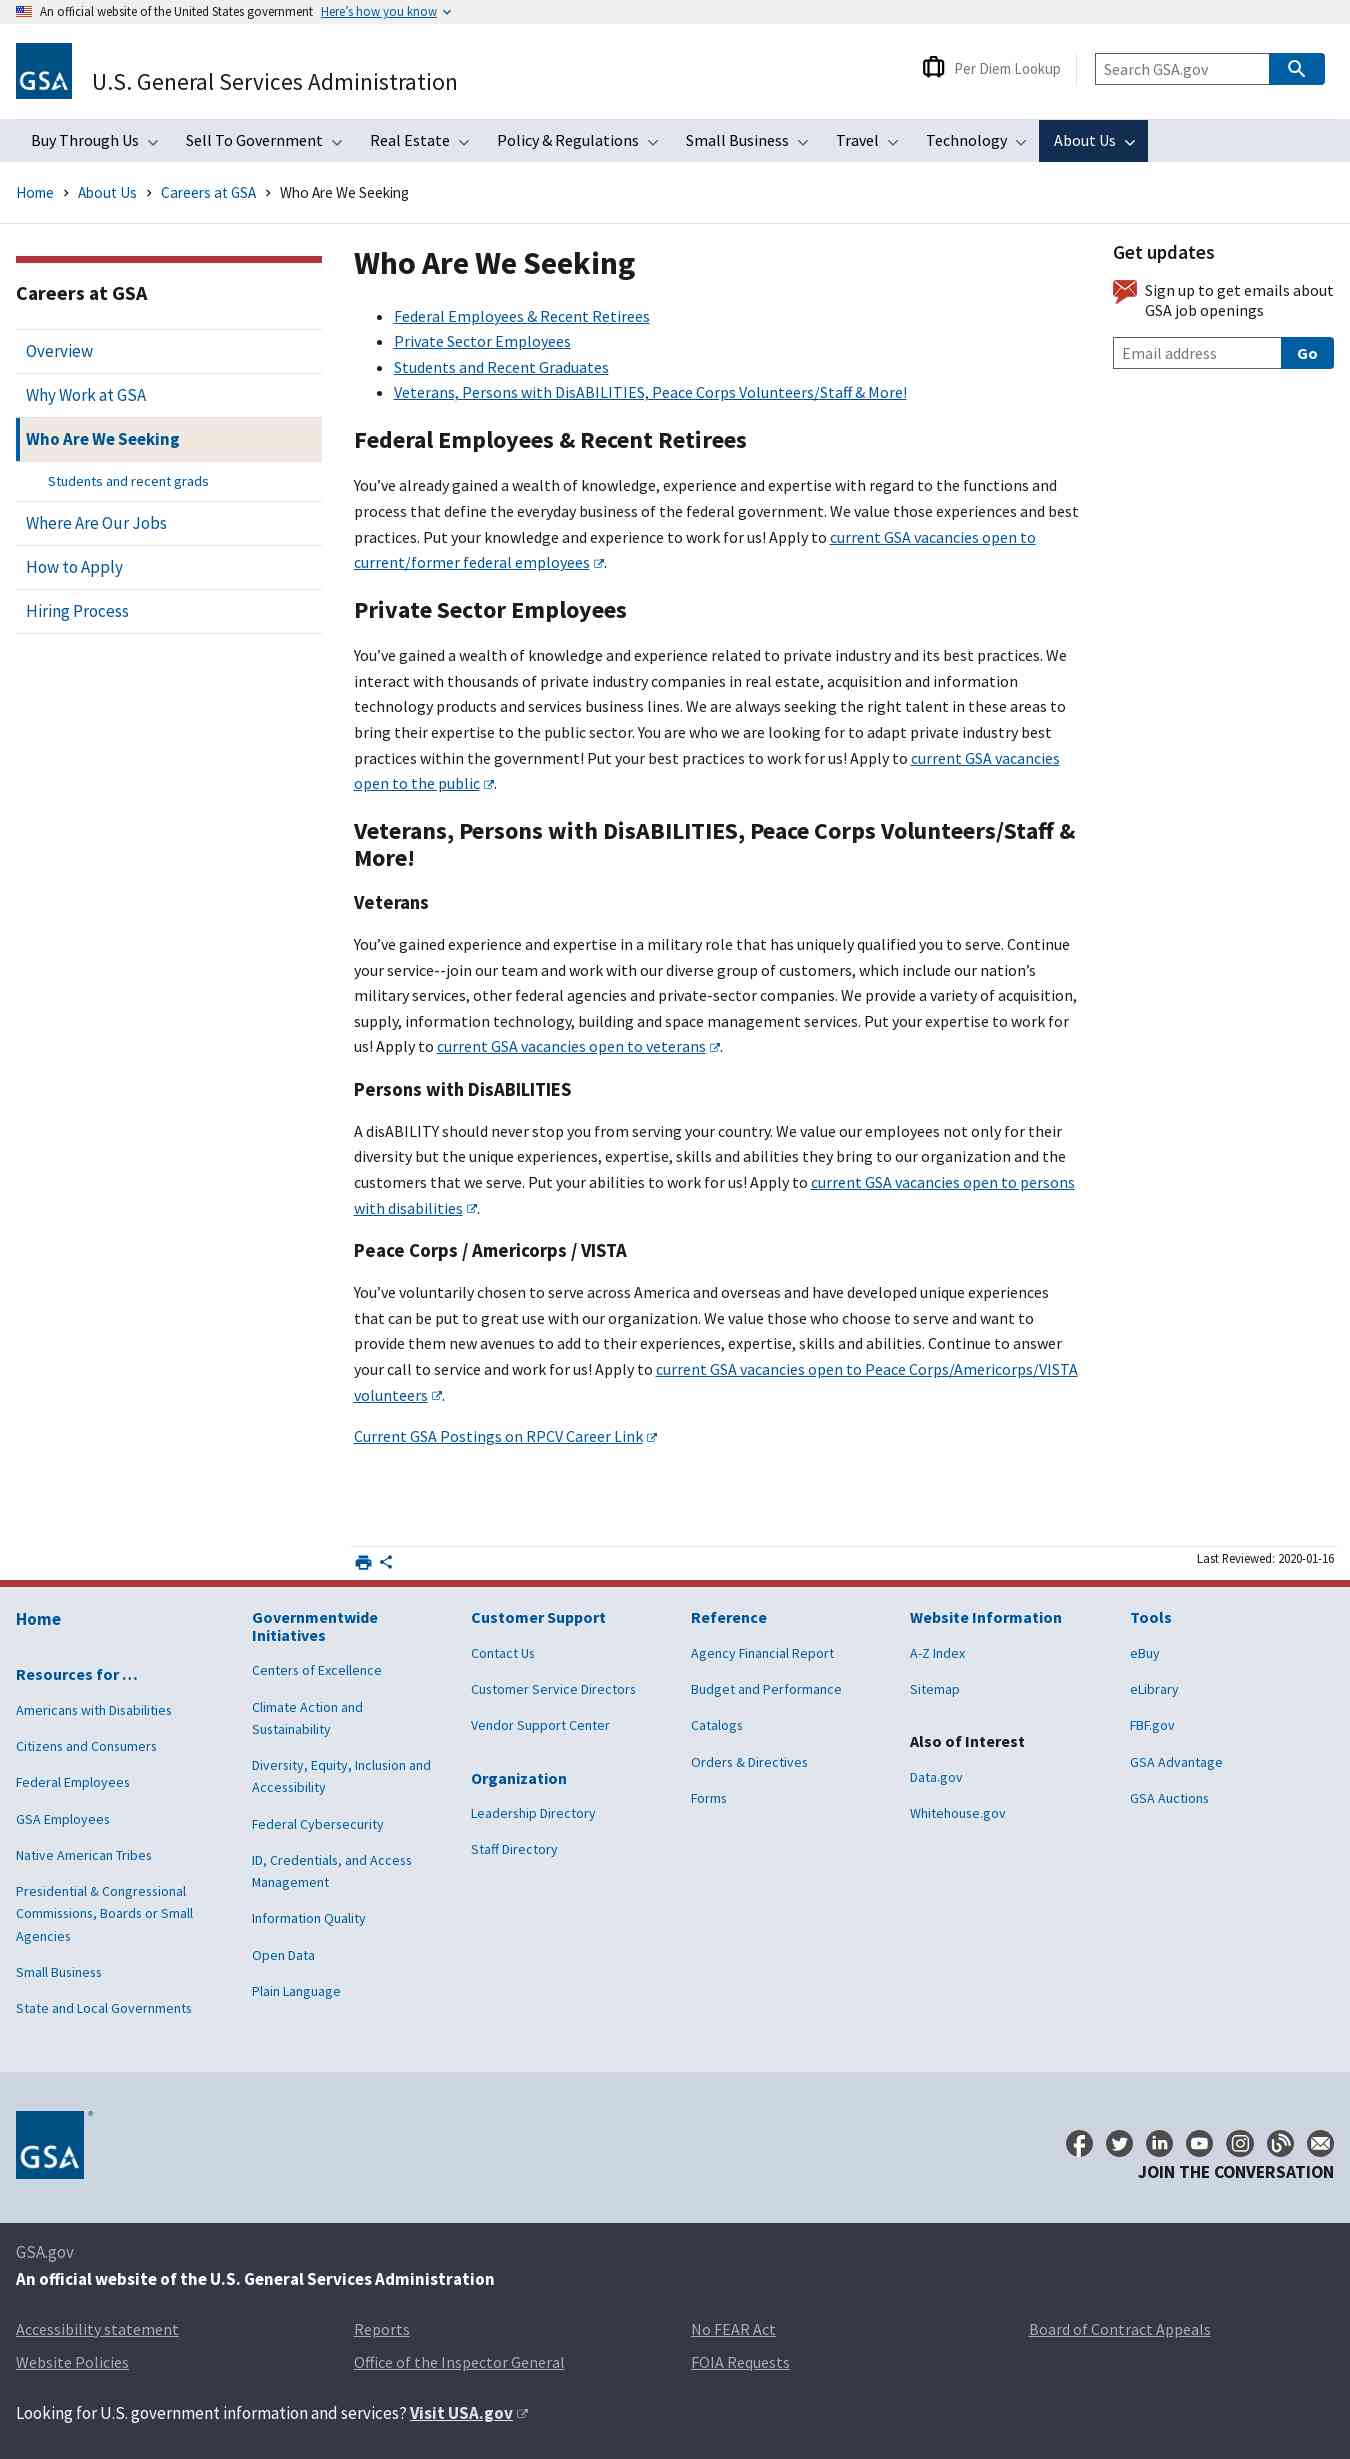 An official website of the United States government Here's how you know
GSA
U.S. General Services Administration
Per Diem Lookup
Search GSA.gov
Buy Through Us Sell To Government Real Estate Policy & Regulations Small Business Travel Technology About Us
Home > About Us > Careers at GSA > Who Are We Seeking
Careers at GSA
Overview
Why Work at GSA
Who Are We Seeking
Students and recent grads
Where Are Our Jobs
How to Apply
Hiring Process
Who Are We Seeking
• Federal Employees & Recent Retirees
• Private Sector Employees
• Students and Recent Graduates
• Veterans, Persons with DisABILITIES, Peace Corps Volunteers/Staff & More!
Federal Employees & Recent Retirees
You've already gained a wealth of knowledge, experience and expertise with regard to the functions and
process that define the everyday business of the federal government. We value those experiences and best
practices. Put your knowledge and experience to work for us! Apply to current GSA vacancies open to
current/former federal employees.
Private Sector Employees
You've gained a wealth of knowledge and experience related to private industry and its best practices. We
interact with thousands of private industry companies in real estate, acquisition and information
technology products and services business lines. We are always seeking the right talent in these areas to
bring their expertise to the public sector. You are who we are looking for to adapt private industry best
practices within the government! Put your best practices to work for us! Apply to current GSA vacancies
open to the public.
Veterans, Persons with DisABILITIES, Peace Corps Volunteers/Staff &
More!
Veterans
You've gained experience and expertise in a military role that has uniquely qualified you to serve. Continue
your service--join our team and work with our diverse group of customers, which include our nation's
military services, other federal agencies and private-sector companies. We provide a variety of acquisition,
supply, information technology, building and space management services. Put your expertise to work for
us! Apply to current GSA vacancies open to veterans.
Persons with DisABILITIES
A disABILITY should never stop you from serving your country. We value our employees not only for their
diversity but the unique experiences, expertise, skills and abilities they bring to our organization and the
customers that we serve. Put your abilities to work for us! Apply to current GSA vacancies open to persons
with disabilities.
Peace Corps / Americorps / VISTA
You've voluntarily chosen to serve across America and overseas and have developed unique experiences
that can be put to great use with our organization. We value those who choose to serve and want to
provide them new avenues to add to their experiences, expertise, skills and abilities. Continue to answer
your call to service and work for us! Apply to current GSA vacancies open to Peace Corps/Americorps/VISTA
volunteers.
Current GSA Postings on RPCV Career Link
Get updates
Sign up to get emails about
GSA job openings
Email address Go
Last Reviewed: 2020-01-16
Home
Resources for …
Americans with Disabilities
Citizens and Consumers
Federal Employees
GSA Employees
Native American Tribes
Presidential & Congressional
Commissions, Boards or Small
Agencies
Small Business
State and Local Governments
Governmentwide
Initiatives
Centers of Excellence
Climate Action and
Sustainability
Diversity, Equity, Inclusion and
Accessibility
Federal Cybersecurity
ID, Credentials, and Access
Management
Information Quality
Open Data
Plain Language
Customer Support
Contact Us
Customer Service Directors
Vendor Support Center
Organization
Leadership Directory
Staff Directory
Reference
Agency Financial Report
Budget and Performance
Catalogs
Orders & Directives
Forms
Website Information
A-Z Index
Sitemap
Also of Interest
Data.gov
Whitehouse.gov
Tools
eBuy
eLibrary
FBF.gov
GSA Advantage
GSA Auctions
GSA
JOIN THE CONVERSATION
GSA.gov
An official website of the U.S. General Services Administration
Accessibility statement Reports No FEAR Act Board of Contract Appeals
Website Policies Office of the Inspector General FOIA Requests
Looking for U.S. government information and services? Visit USA.gov